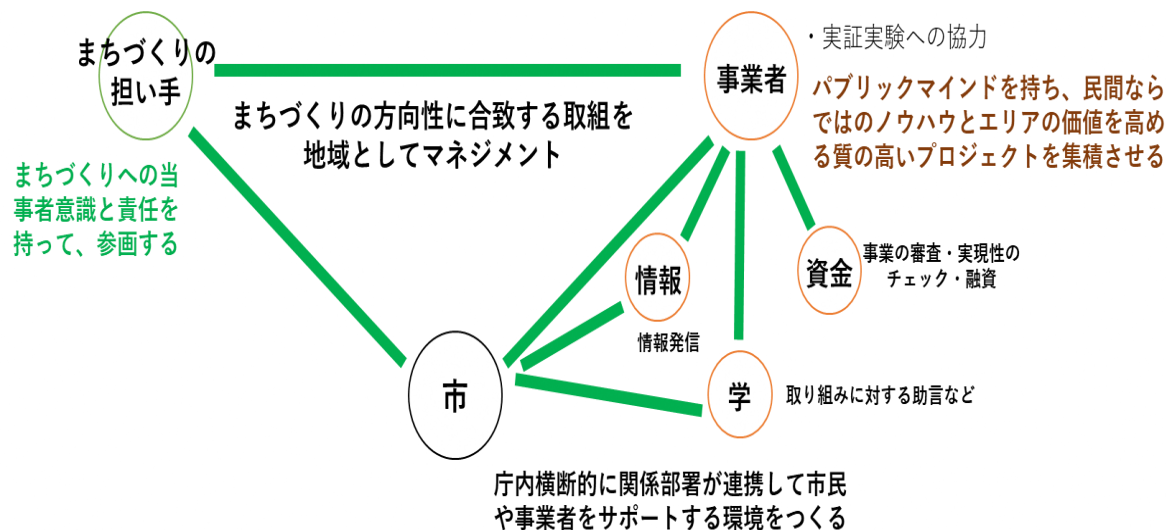 まちづくりの
担い手
事業者
・実証実験への協力
パブリックマインドを持ち、民間なら
ではのノウハウとエリアの価値を高め
る質の高いプロジェクトを集積させる
まちづくりの方向性に合致する取組を
地域としてマネジメント
まちづくりへの当
事者意識と責任を
持って、参画する
情報
情報発信
資金
事業の審査・実現性の
チェック・融資
市
学
取り組みに対する助言など
庁内横断的に関係部署が連携して市民
や事業者をサポートする環境をつくる